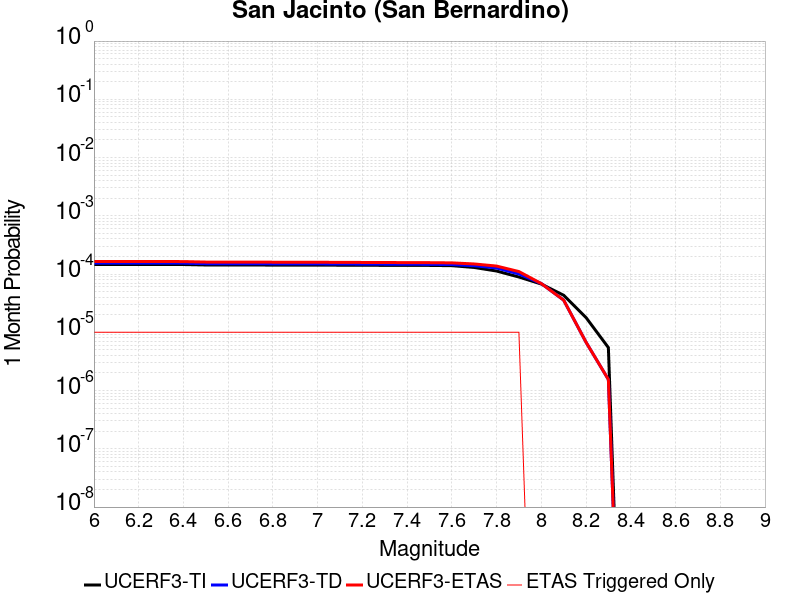 San Jacinto (San Bernardino)
10^0
10^-1
10^-2
10^-3
10^-4
10^-5
10^-6
10^-7
10^-8
1 Month Probability
6 6.2 6.4 6.6 6.8 7 7.2 7.4 7.6 7.8 8 8.2 8.4 8.6 8.8 9
Magnitude
UCERF3-TI UCERF3-TD UCERF3-ETAS ETAS Triggered Only